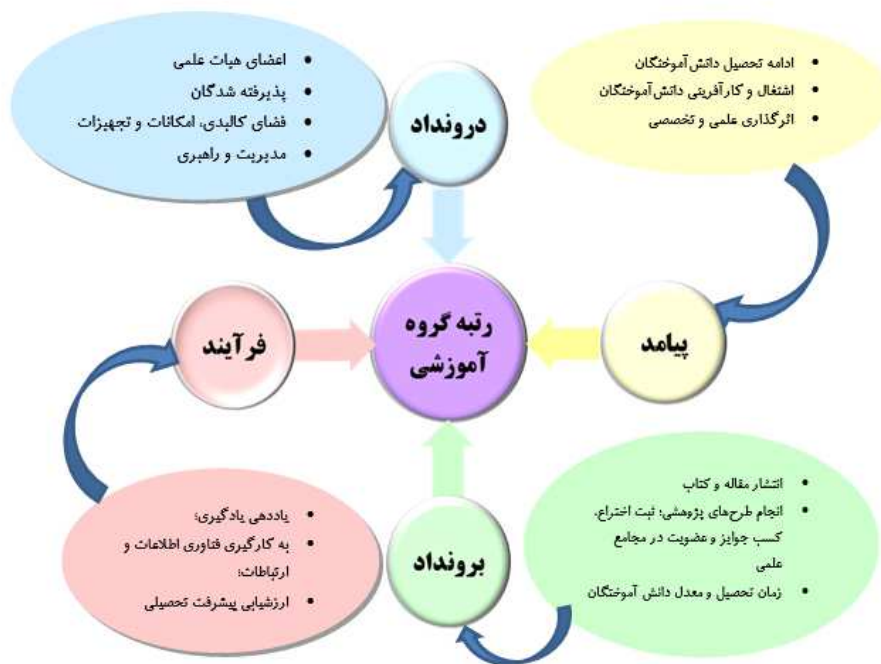 اعضای هیات علمی
پذیرفته شدگان
فضای کالبدی، امکانات و تجهیزات
مدیریت و راهبری
درونداد
ادامه تحصیل دانش‌آموختگان
اشتغال و کارآفرینی دانش‌آموختگان
اثرگذاری علمی و تخصصی
پیامد
رتبه گروه
آموزشی
فرآیند
یاددهی یادگیری؛
به کارگیری فناوری اطلاعات و
ارتباطات؛
ارزشیابی پیشرفت تحصیلی
برونداد
انتشار مقاله و کتاب
انجام طرح‌های پژوهشی؛ ثبت اختراع،
کسب جوایز و عضویت در مجامع
علمی
زمان تحصیل و معدل دانش آموختگان